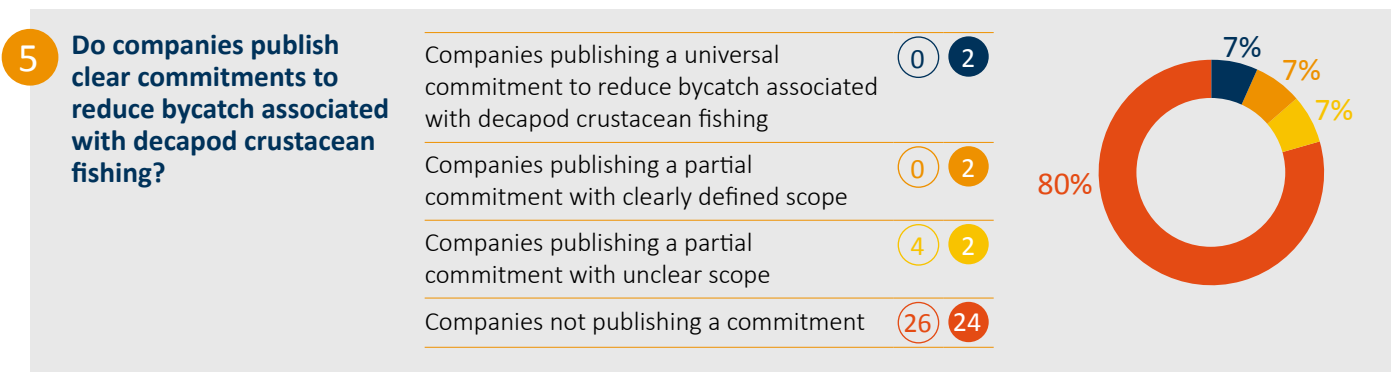 5
Do companies publish
clear commitments to
reduce bycatch associated
with decapod crustacean
fishing?
Companies publishing a universal
commitment to reduce bycatch associated
with decapod crustacean fishing
0 2
Companies publishing a partial
commitment with clearly defined scope
0 2
Companies publishing a partial
commitment with unclear scope
4 2
Companies not publishing a commitment
26 24
7%
7%
7%
80%